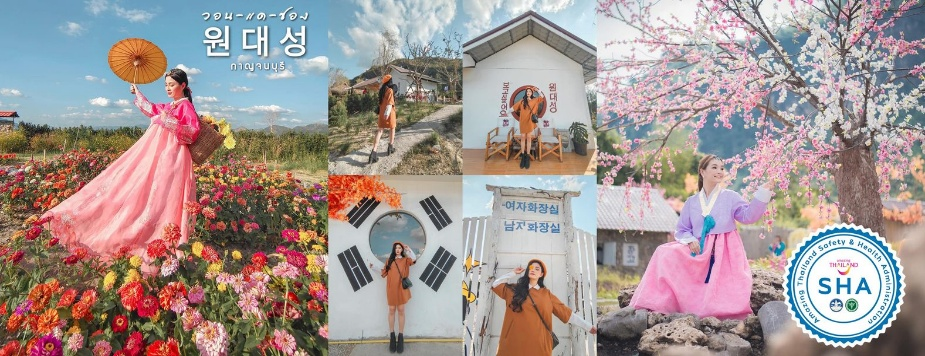 วอน-แด-ซอง
원대성
กาญจนบุรี
원대성
여자화장실
남자화장실
Amazing Thailand Safety & Health Administration
amazing
THAILAND
SHA